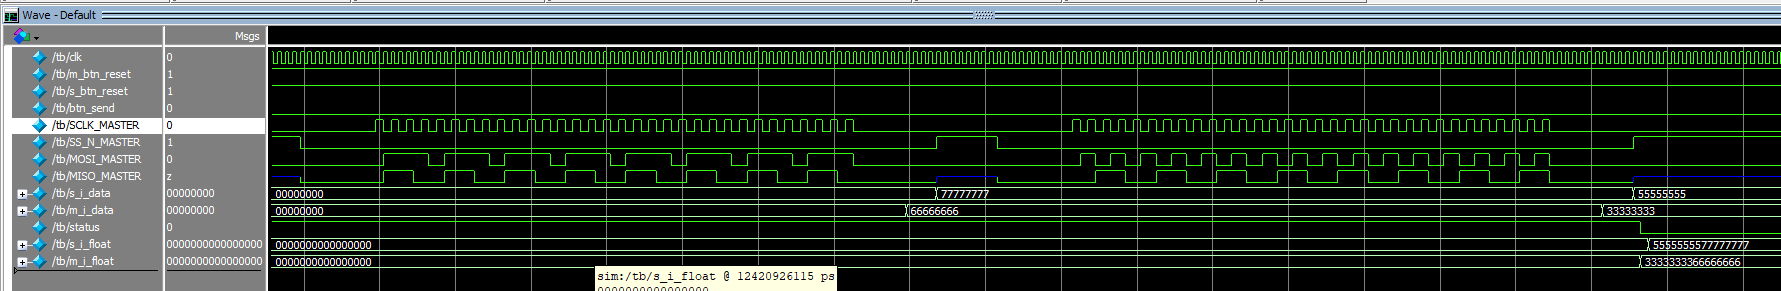 Wave - Default
Msgs
/tb/clk 0
/tb/m_btn_reset 1
/tb/s_btn_reset 1
/tb/btn_send 0
/tb/SCLK_MASTER 0
/tb/SS_N_MASTER 1
/tb/MOSI_MASTER 0
/tb/MISO_MASTER z
/tb/s_i_data 00000000 00000000 77777777 55555555
/tb/m_i_data 00000000 00000000 66666666 33333333
/tb/status 0
/tb/s_i_float 0000000000000000 0000000000000000 5555555577777777
/tb/m_i_float 0000000000000000 0000000000000000 3333333366666666
sim:/tb/s_i_float @ 12420926115 ps
0000000000000000